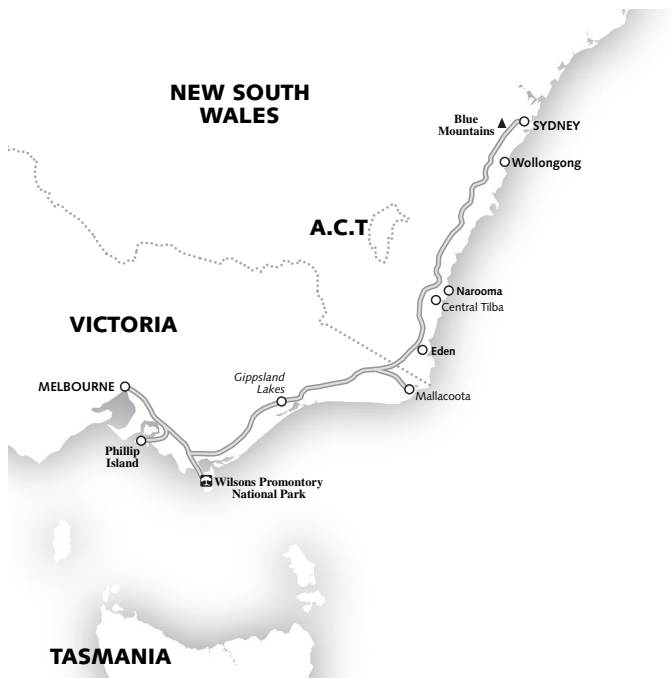 NEW SOUTH
WALES
Blue
Mountains
SYDNEY
Wollongong
A.C.T
Narooma
Central Tilba
VICTORIA
Eden
Gippsland
Lakes
MELBOURNE
Mallacoota
Phillip
Island
Wilsons Promontory
National Park
TASMANIA